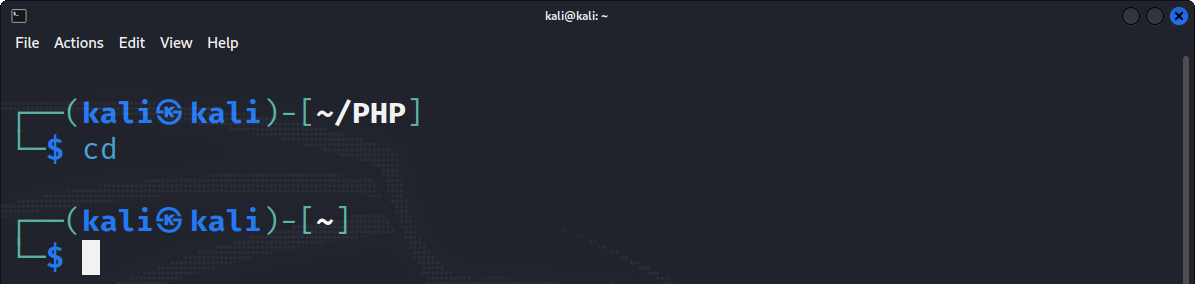 kali@kali: ~
File Actions Edit View Help
┌──(kali㉿kali)-[~/PHP]
└─$ cd
┌──(kali㉿kali)-[~]
└─$